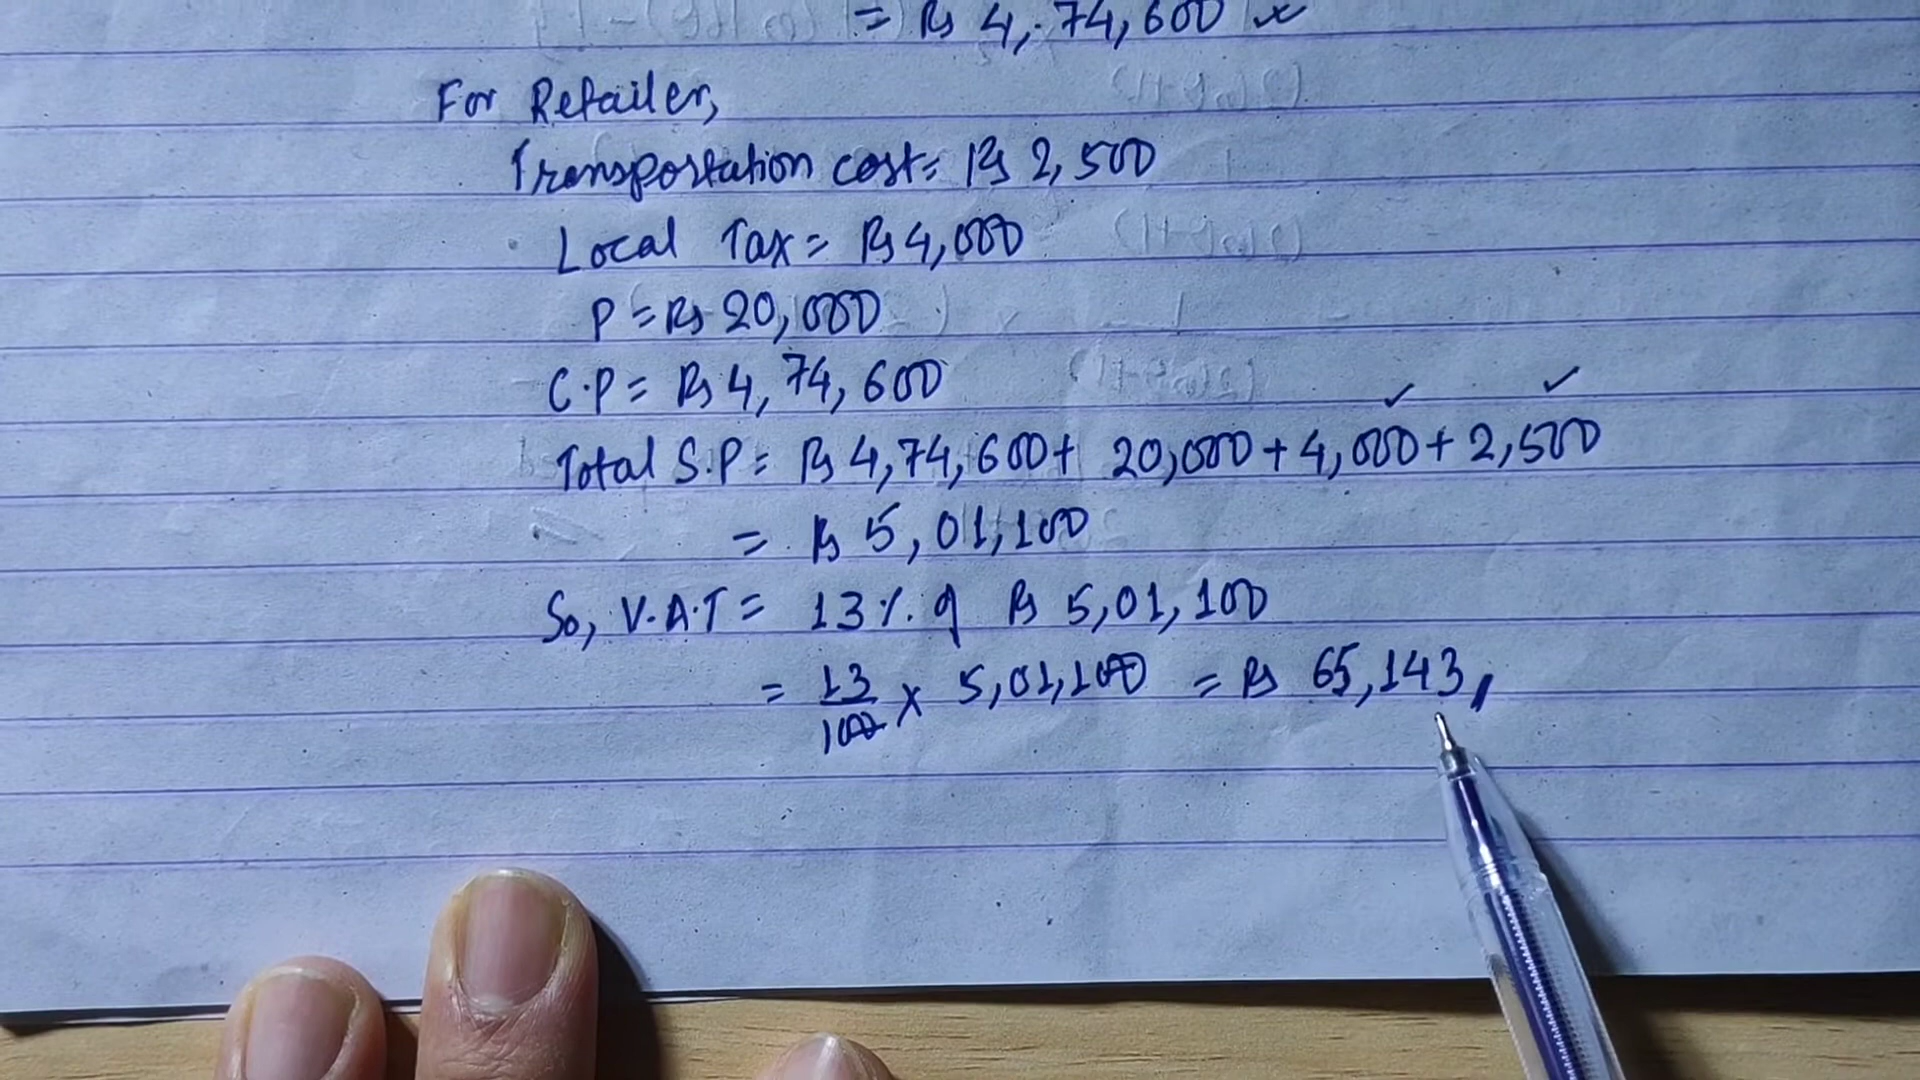 = Rs 4,74,600
For Retailer,
Transportation cost = Rs 2,500
Local Tax = Rs 4,000
P = Rs 20,000
C.P = Rs 4,74,600
Total S.P = Rs 4,74,600 + 20,000 + 4,000 + 2,500
= Rs 5,01,100
So, V.A.T = 13% of Rs 5,01,100
= 13/100 × 5,01,100 = Rs 65,143